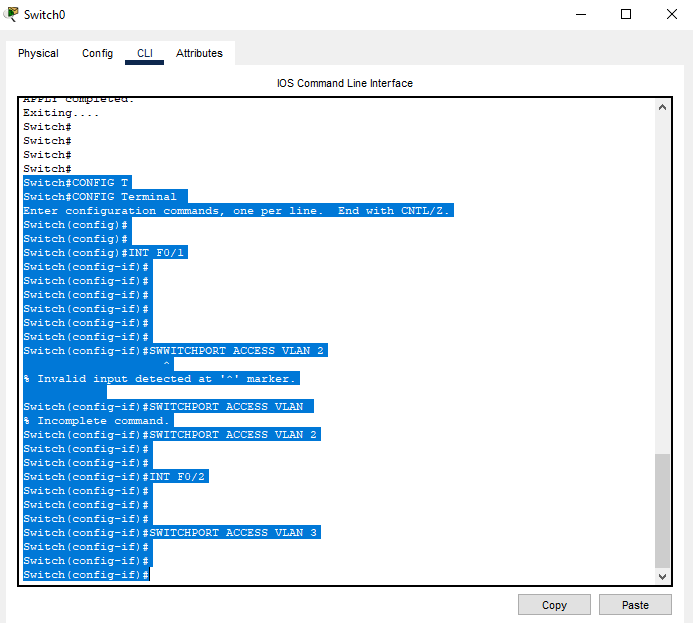 Switch0
Physical Config CLI Attributes
IOS Command Line Interface
APPLY completed.
Exiting....
Switch#
Switch#
Switch#
Switch#
Switch#CONFIG T
Switch#CONFIG Terminal
Enter configuration commands, one per line.  End with CNTL/Z.
Switch(config)#
Switch(config)#
Switch(config)#INT F0/1
Switch(config-if)#
Switch(config-if)#
Switch(config-if)#
Switch(config-if)#
Switch(config-if)#
Switch(config-if)#
Switch(config-if)#SWWITCHPORT ACCESS VLAN 2
^
% Invalid input detected at '^' marker.
Switch(config-if)#SWITCHPORT ACCESS VLAN
% Incomplete command.
Switch(config-if)#SWITCHPORT ACCESS VLAN 2
Switch(config-if)#
Switch(config-if)#
Switch(config-if)#INT F0/2
Switch(config-if)#
Switch(config-if)#
Switch(config-if)#
Switch(config-if)#SWITCHPORT ACCESS VLAN 3
Switch(config-if)#
Switch(config-if)#
Switch(config-if)#
Copy Paste